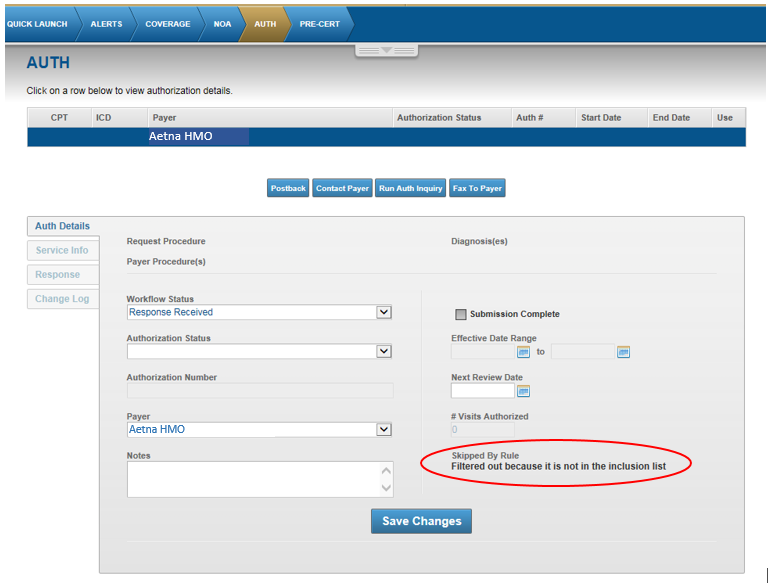 QUICK LAUNCH ALERTS COVERAGE NOA AUTH PRE-CERT
AUTH
Click on a row below to view authorization details.
CPT ICD Payer Authorization Status Auth # Start Date End Date Use
Aetna HMO
Postback Contact Payer Run Auth Inquiry Fax To Payer
Auth Details
Service Info
Response
Change Log
Request Procedure
Diagnosis(es)
Payer Procedure(s)
Workflow Status
Response Received
Submission Complete
Authorization Status
Effective Date Range
to
Authorization Number
Next Review Date
Payer
Aetna HMO
# Visits Authorized
0
Notes
Skipped By Rule
Filtered out because it is not in the inclusion list
Save Changes